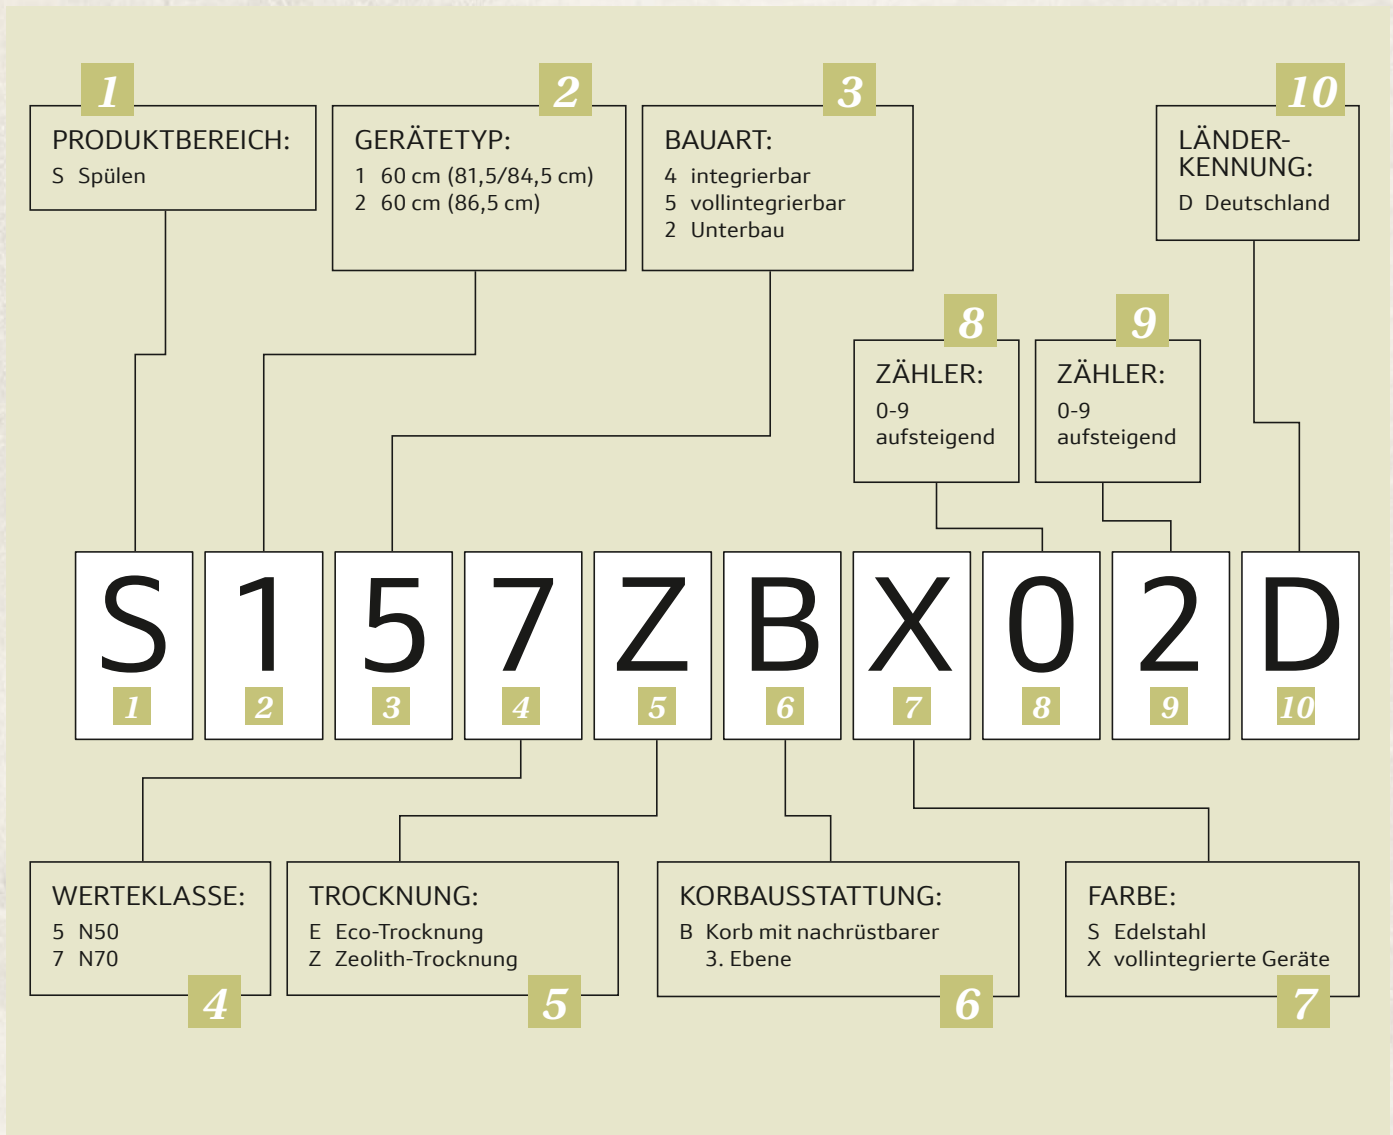 1
PRODUKTBEREICH:
S Spülen
2
GERÄTETYP:
1 60 cm (81,5/84,5 cm)
2 60 cm (86,5 cm)
3
BAUART:
4 integrierbar
5 vollintegrierbar
2 Unterbau
10
LÄNDER-
KENNUNG:
D Deutschland
8
ZÄHLER:
0-9
aufsteigend
9
ZÄHLER:
0-9
aufsteigend
S 1 5 7 Z B X 0 2 D
1 2 3 4 5 6 7 8 9 10
WERTEKLASSE:
5 N50
7 N70
4
TROCKNUNG:
E Eco-Trocknung
Z Zeolith-Trocknung
5
KORBAUSSTATTUNG:
B Korb mit nachrüstbarer
3. Ebene
6
FARBE:
S Edelstahl
X vollintegrierte Geräte
7